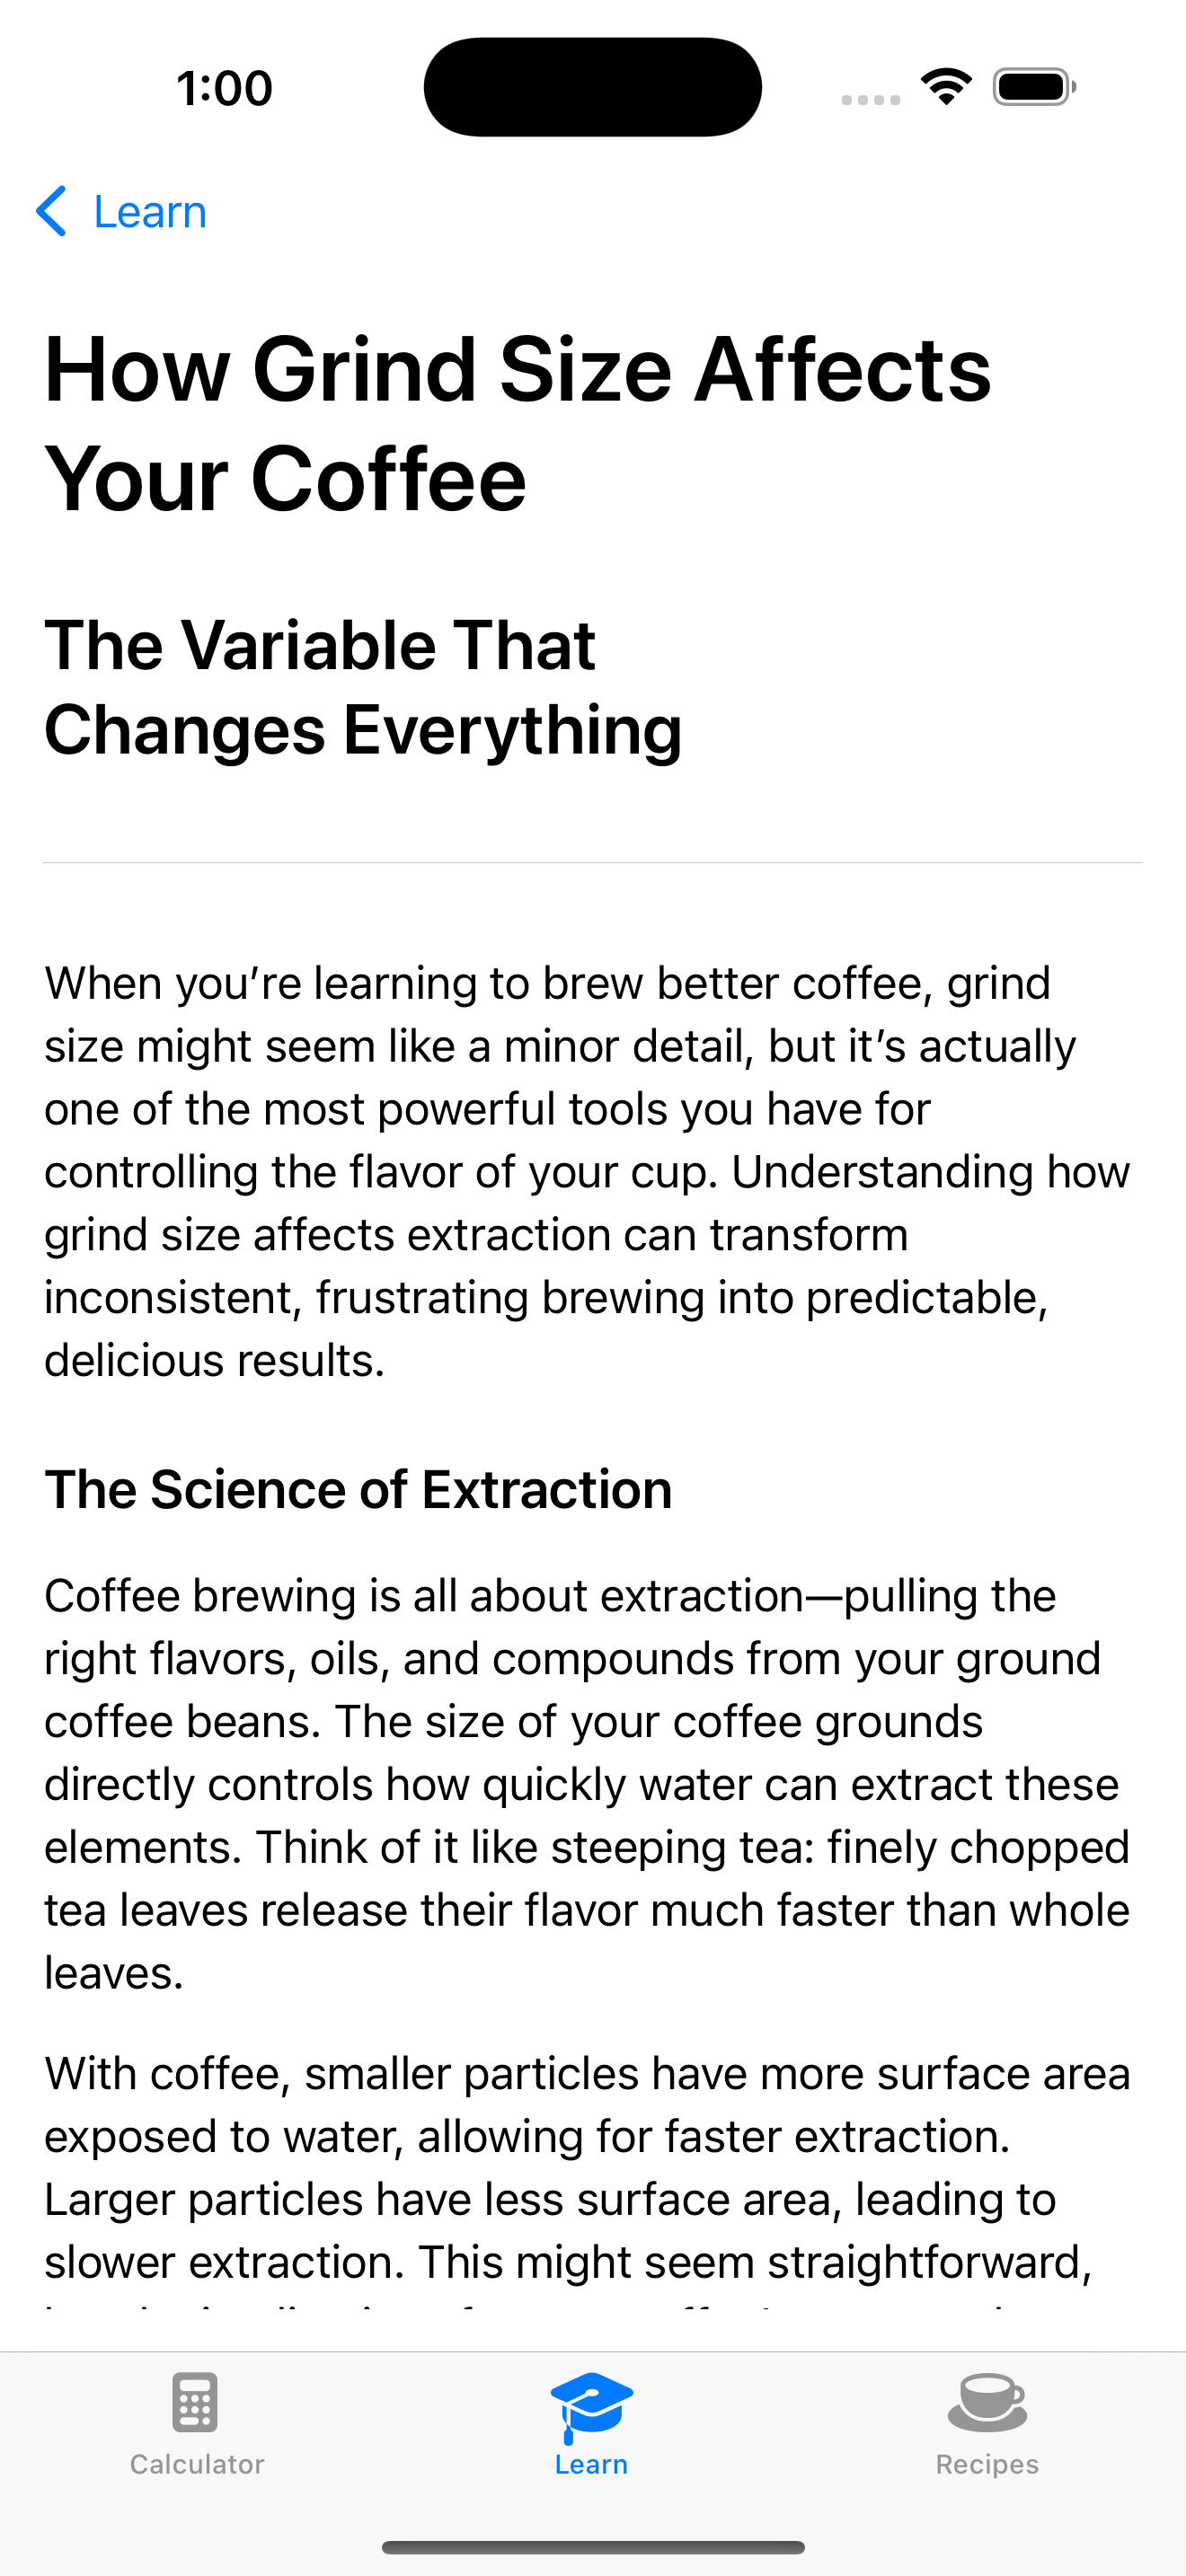 1:00
Learn
How Grind Size Affects
Your Coffee
The Variable That
Changes Everything
When you’re learning to brew better coffee, grind
size might seem like a minor detail, but it’s actually
one of the most powerful tools you have for
controlling the flavor of your cup. Understanding how
grind size affects extraction can transform
inconsistent, frustrating brewing into predictable,
delicious results.
The Science of Extraction
Coffee brewing is all about extraction—pulling the
right flavors, oils, and compounds from your ground
coffee beans. The size of your coffee grounds
directly controls how quickly water can extract these
elements. Think of it like steeping tea: finely chopped
tea leaves release their flavor much faster than whole
leaves.
With coffee, smaller particles have more surface area
exposed to water, allowing for faster extraction.
Larger particles have less surface area, leading to
slower extraction. This might seem straightforward,
Calculator
Learn
Recipes